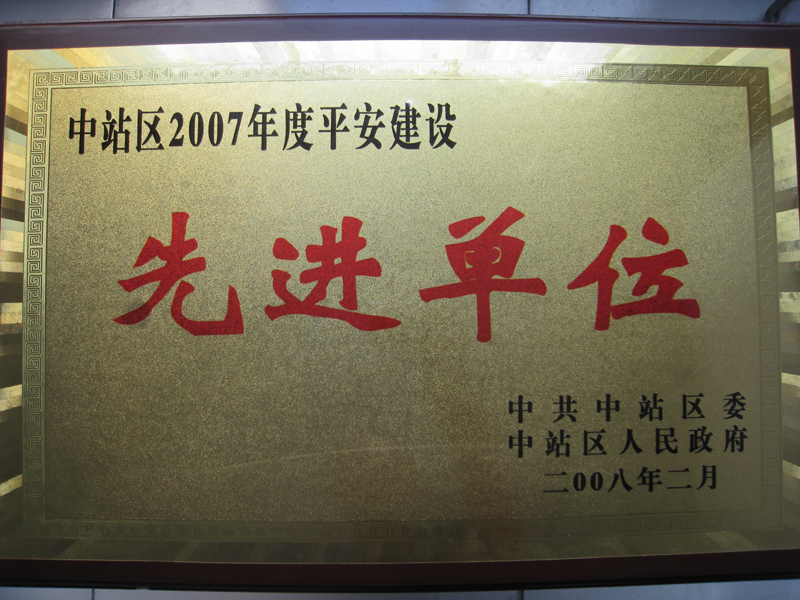 中站区2007年度平安建设
先进单位
中共中站区委
中站区人民政府
二00八年二月